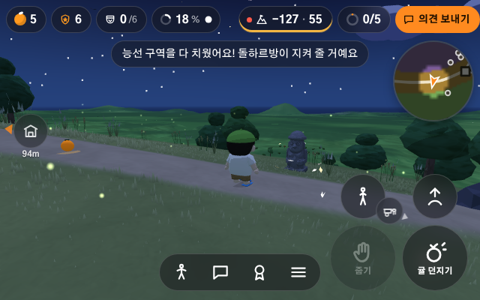 5
6
0/6
18 %
−127 · 55
0/5
의견 보내기
능선 구역을 다 치웠어요! 돌하르방이 지켜 줄 거예요
94m
줍기
귤 던지기